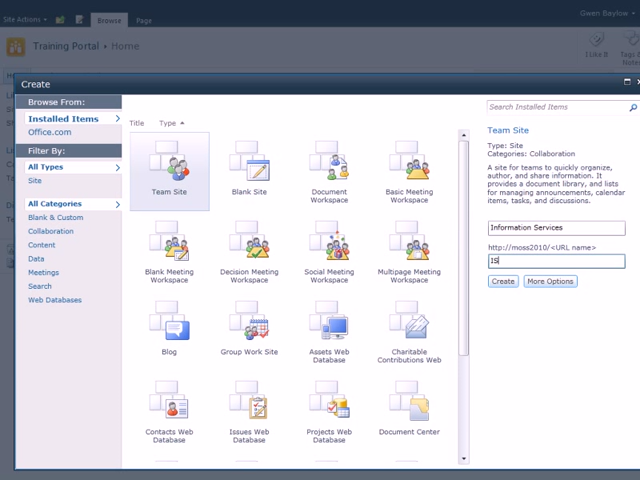 Gwen Baylow
Site Actions
Browse
Page
Training Portal
Home
I Like It
Tags &
Notes
Create
Browse From:
Installed Items
Office.com
Filter By:
All Types
Site
All Categories
Blank & Custom
Collaboration
Content
Data
Meetings
Search
Web Databases
Title
Type
Team Site
Blank Site
Document
Workspace
Basic Meeting
Workspace
Blank Meeting
Workspace
Decision Meeting
Workspace
Social Meeting
Workspace
Multipage Meeting
Workspace
Blog
Group Work Site
Assets Web
Database
Charitable
Contributions Web
Contacts Web
Database
Issues Web
Database
Projects Web
Database
Document Center
Search Installed Items
Team Site
Type: Site
Categories: Collaboration
A site for teams to quickly organize,
author, and share information. It
provides a document library, and lists
for managing announcements, calendar
items, tasks, and discussions.
Information Services
http://moss2010/<URL name>
IS
Create
More Options